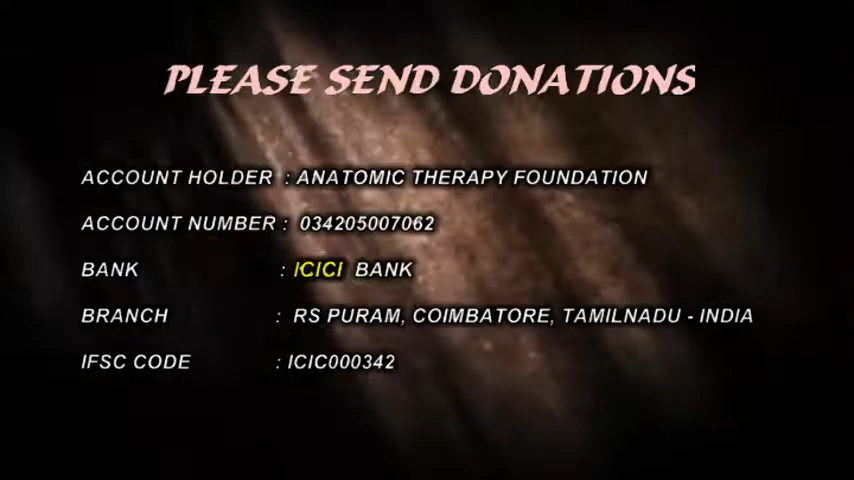 PLEASE SEND DONATIONS
ACCOUNT HOLDER : ANATOMIC THERAPY FOUNDATION
ACCOUNT NUMBER : 034205007062
BANK : ICICI BANK
BRANCH : RS PURAM, COIMBATORE, TAMILNADU - INDIA
IFSC CODE : ICIC000342